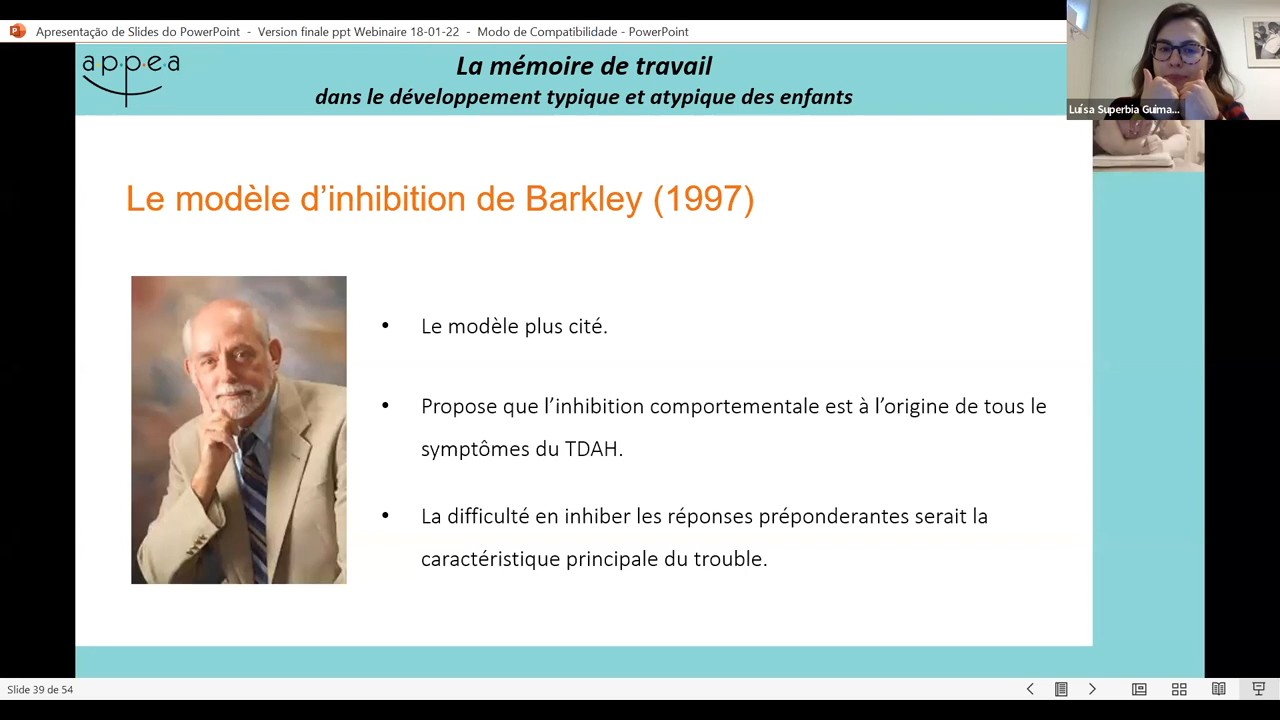 Apresentação de Slides do PowerPoint - Version finale ppt Webinaire 18-01-22 - Modo de Compatibilidade - PowerPoint
appea
La mémoire de travail
dans le développement typique et atypique des enfants
Luísa Superbia Guima...
Le modèle d’inhibition de Barkley (1997)
• Le modèle plus cité.
• Propose que l’inhibition comportementale est à l’origine de tous le
symptômes du TDAH.
• La difficulté en inhiber les réponses préponderantes serait la
caractéristique principale du trouble.
Slide 39 de 54